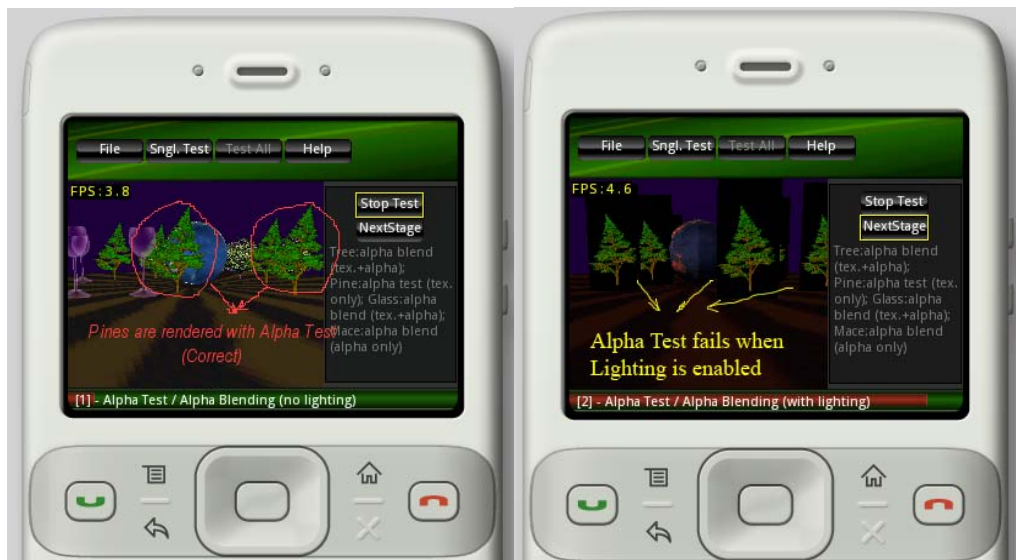 File Sngl. Test Test All Help
FPS:3.8
Stop Test
NextStage
Tree:alpha blend
(tex.+alpha);
Pine:alpha test (tex.
only); Glass:alpha
blend (tex.+alpha);
Mace:alpha blend
(alpha only)
Pines are rendered with Alpha Test
(Correct)
[1] - Alpha Test / Alpha Blending (no lighting)
File Sngl. Test Test All Help
FPS:4.6
Stop Test
NextStage
Tree:alpha blend
(tex.+alpha);
Pine:alpha test (tex.
only); Glass:alpha
blend (tex.+alpha);
Mace:alpha blend
(alpha only)
Alpha Test fails when
Lighting is enabled
[2] - Alpha Test / Alpha Blending (with lighting)